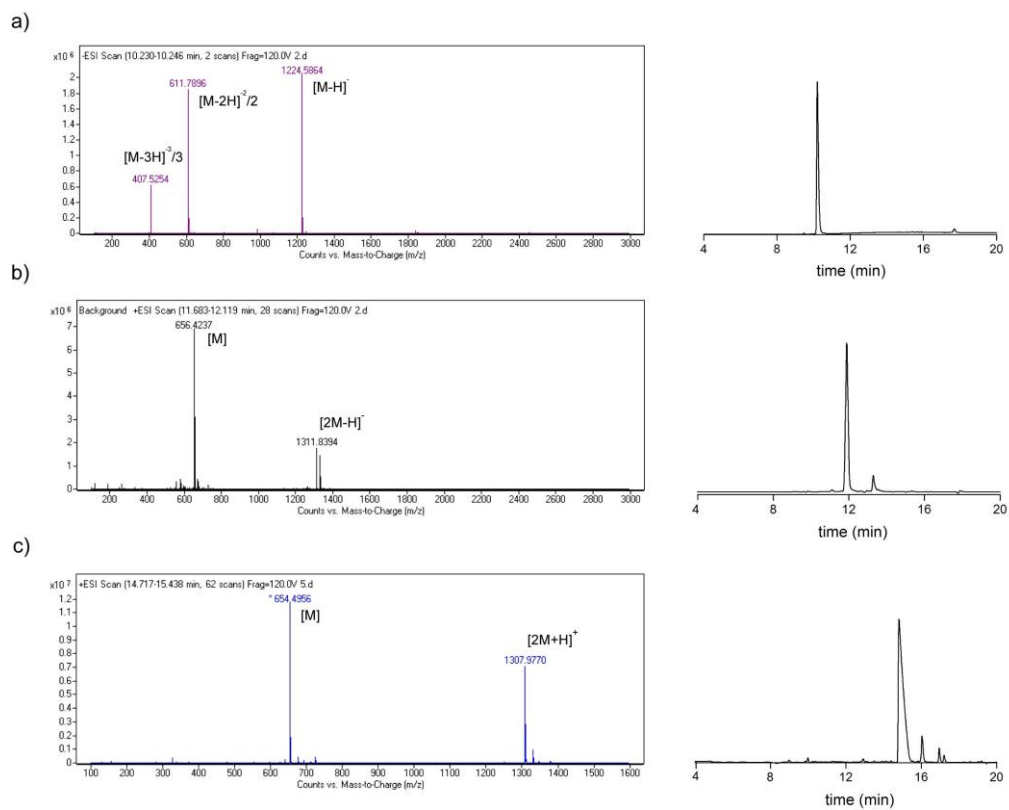 a)
x10 6 -ESI Scan (10.230-10.246 min, 2 scans) Frag=120.0V 2.d
1224.5864
[M-H]-
611.7896
[M-2H]-2/2
[M-3H]-3/3
407.5254
2
1.8
1.6
1.4
1.2
1
0.8
0.6
0.4
0.2
0
200 400 600 800 1000 1200 1400 1600 1800 2000 2200 2400 2600 2800 3000
Counts vs. Mass-to-Charge (m/z)
4 8 12 16 20
time (min)
b)
x10 6 Background +ESI Scan (11.683-12.119 min, 28 scans) Frag=120.0V 2.d
656.4237
[M]
[2M-H]-
1311.8394
7
6
5
4
3
2
1
0
200 400 600 800 1000 1200 1400 1600 1800 2000 2200 2400 2600 2800 3000
Counts vs. Mass-to-Charge (m/z)
4 8 12 16 20
time (min)
c)
x10 7 +ESI Scan (14.717-15.438 min, 62 scans) Frag=120.0V 5.d
* 654.4956
[M]
[2M+H]+
1307.9770
1.2
1.1
1
0.9
0.8
0.7
0.6
0.5
0.4
0.3
0.2
0.1
0
100 200 300 400 500 600 700 800 900 1000 1100 1200 1300 1400 1500 1600
Counts vs. Mass-to-Charge (m/z)
4 8 12 16 20
time (min)